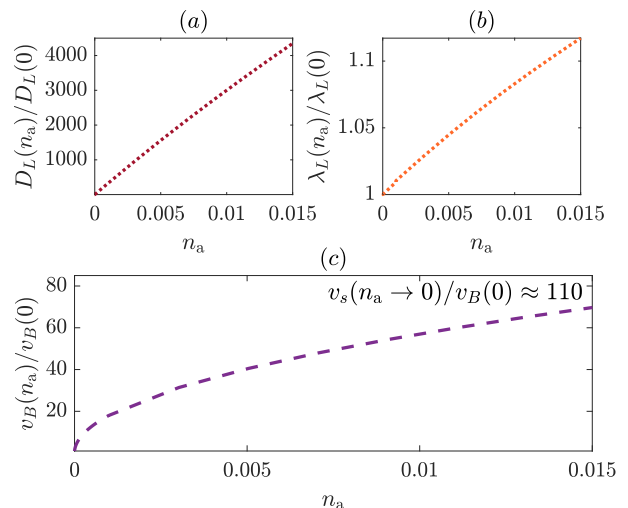 (a)
D_L(n_a)/D_L(0)
4000
3000
2000
1000
0 0.005 0.01 0.015
n_a
(b)
λ_L(n_a)/λ_L(0)
1.1
1.05
1
0 0.005 0.01 0.015
n_a
(c)
v_s(n_a → 0)/v_B(0) ≈ 110
v_B(n_a)/v_B(0)
80
60
40
20
0 0.005 0.01 0.015
n_a